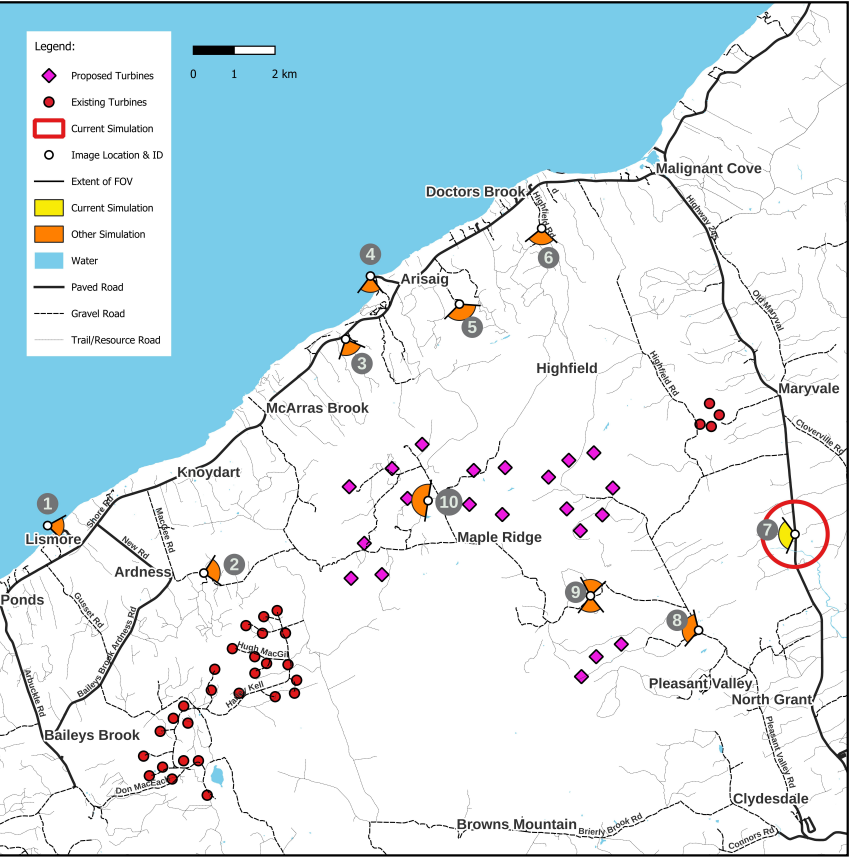 Legend:
Proposed Turbines
Existing Turbines
Current Simulation
Image Location & ID
Extent of FOV
Current Simulation
Other Simulation
Water
Paved Road
Gravel Road
Trail/Resource Road
0 1 2 km
Malignant Cove
Doctors Brook
Highfield Rd
Highway 245
6
4
Arisaig
5
Old Maryval
3
Highfield
Highfield Rd
Maryvale
McArras Brook
Cloverville Rd
Knoydart
1
Shore Rd
10
MacKee Rd
7
Lismore
New Rd
Maple Ridge
Ardness
2
9
Ponds
Gusset Rd
Baileys Brook Ardness Rd
8
Hugh MacGil
Arbuckle Rd
Pleasant Valley
North Grant
Baileys Brook
Pleasant Valley Rd
Don MacEach
Clydesdale
Browns Mountain
Brierly Brook Rd
Connors Rd